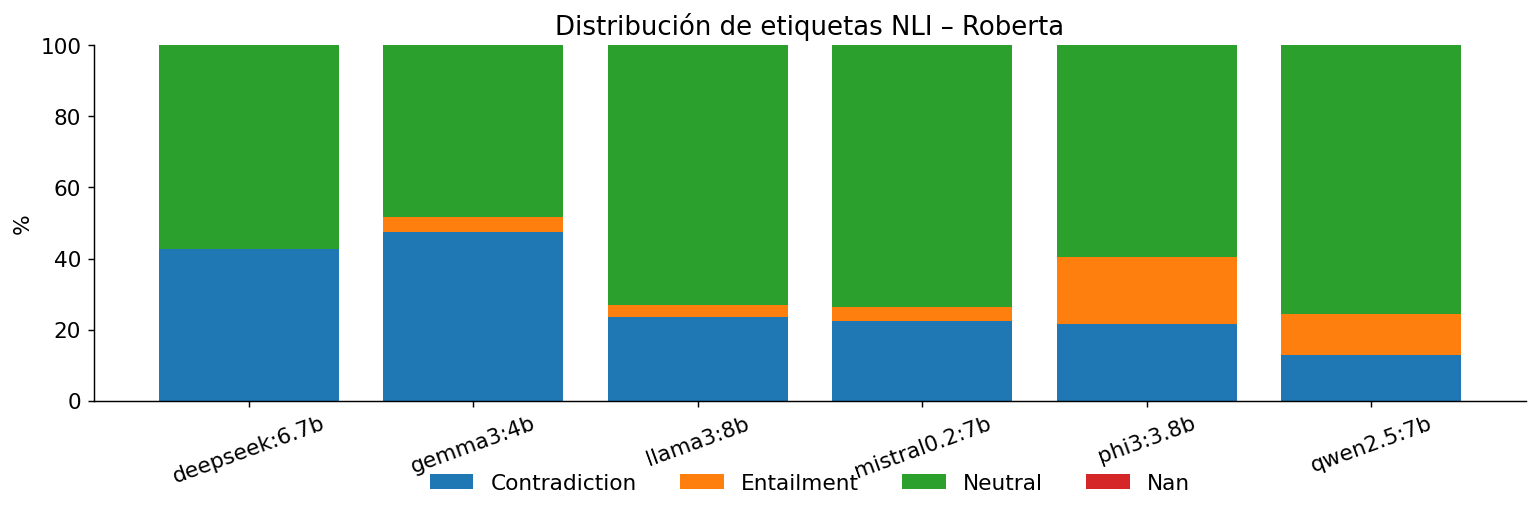 Distribución de etiquetas NLI – Roberta
100
80
60
40
20
0
%
deepseek:6.7b
gemma3:4b
llama3:8b
mistral0.2:7b
phi3:3.8b
qwen2.5:7b
Contradiction
Entailment
Neutral
Nan